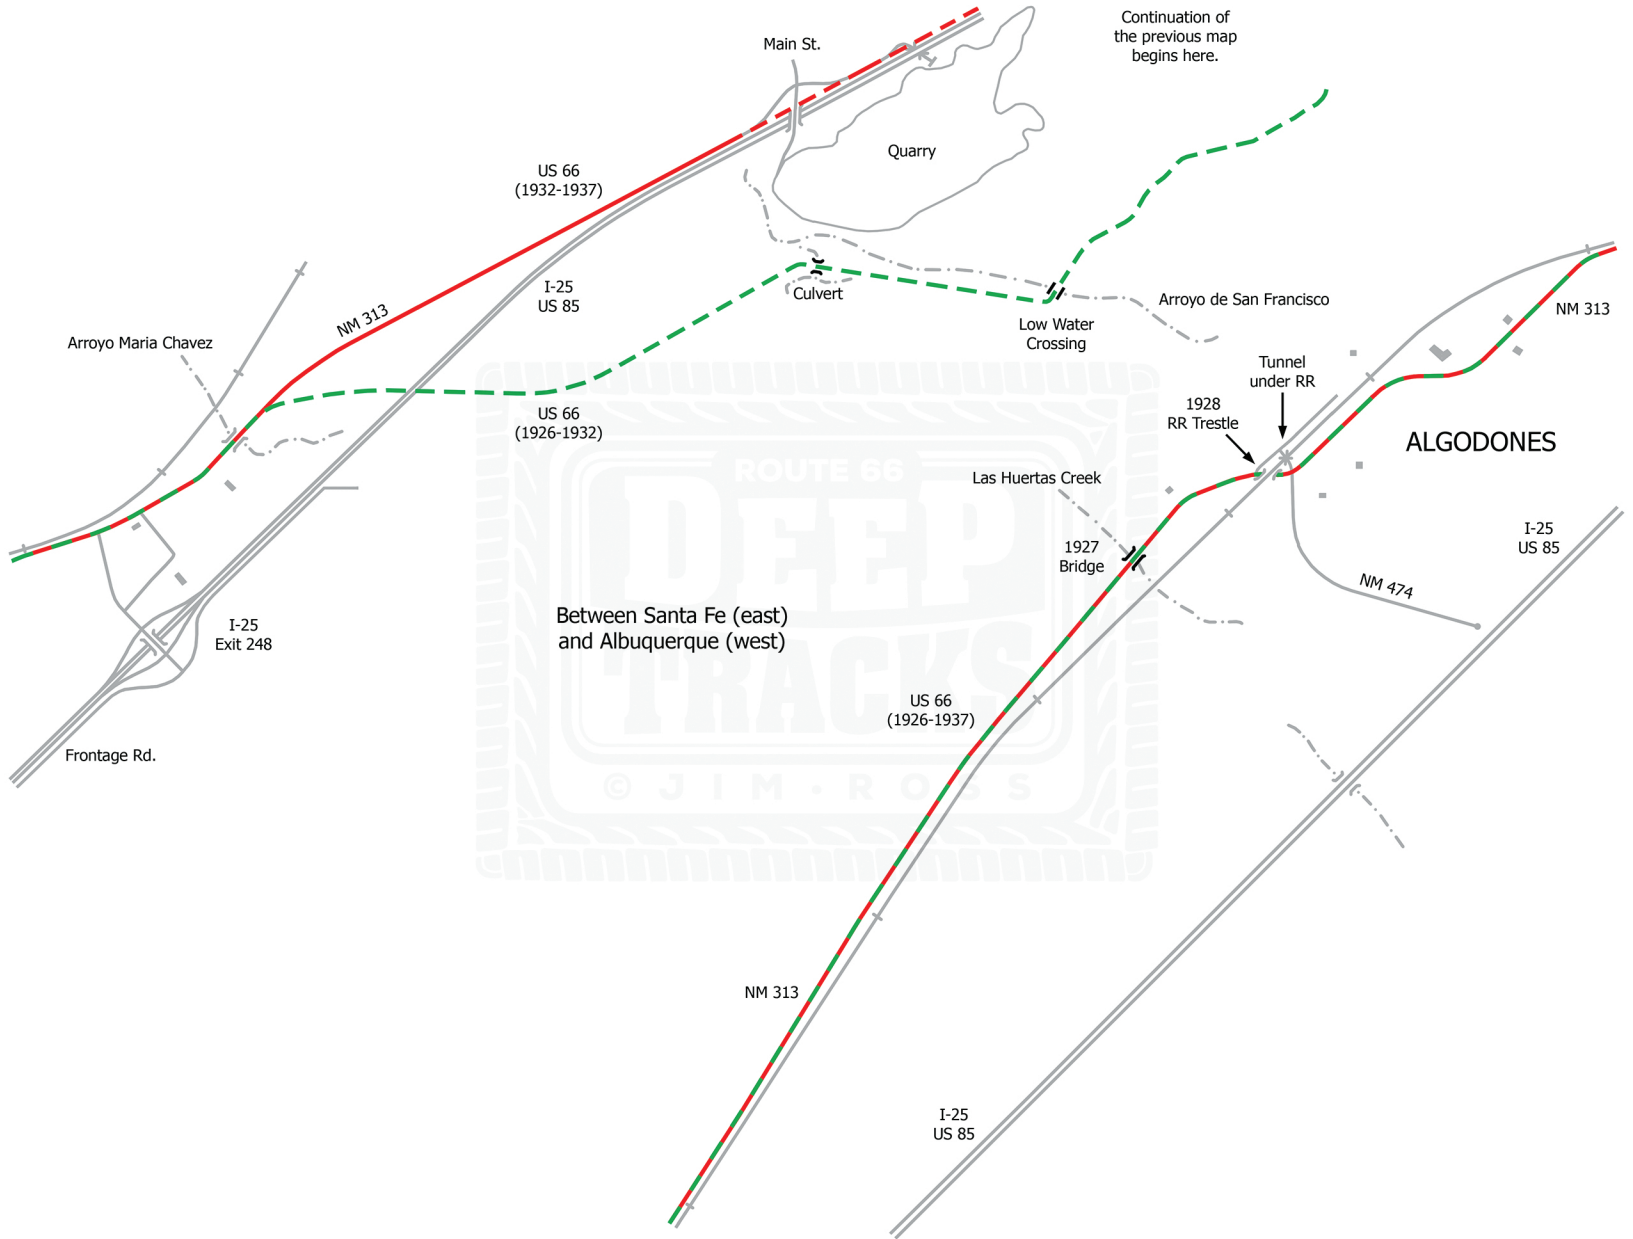 Continuation of
the previous map
begins here.
Main St.
Quarry
US 66
(1932-1937)
I-25
US 85
NM 313
Culvert
Arroyo de San Francisco
Low Water
Crossing
NM 313
Arroyo Maria Chavez
Tunnel
under RR
1928
RR Trestle
US 66
(1926-1932)
ALGODONES
ROUTE 66
DEEP
TRACKS
© JIM • ROSS
Las Huertas Creek
1927
Bridge
I-25
US 85
NM 474
Between Santa Fe (east)
and Albuquerque (west)
I-25
Exit 248
US 66
(1926-1937)
Frontage Rd.
NM 313
I-25
US 85